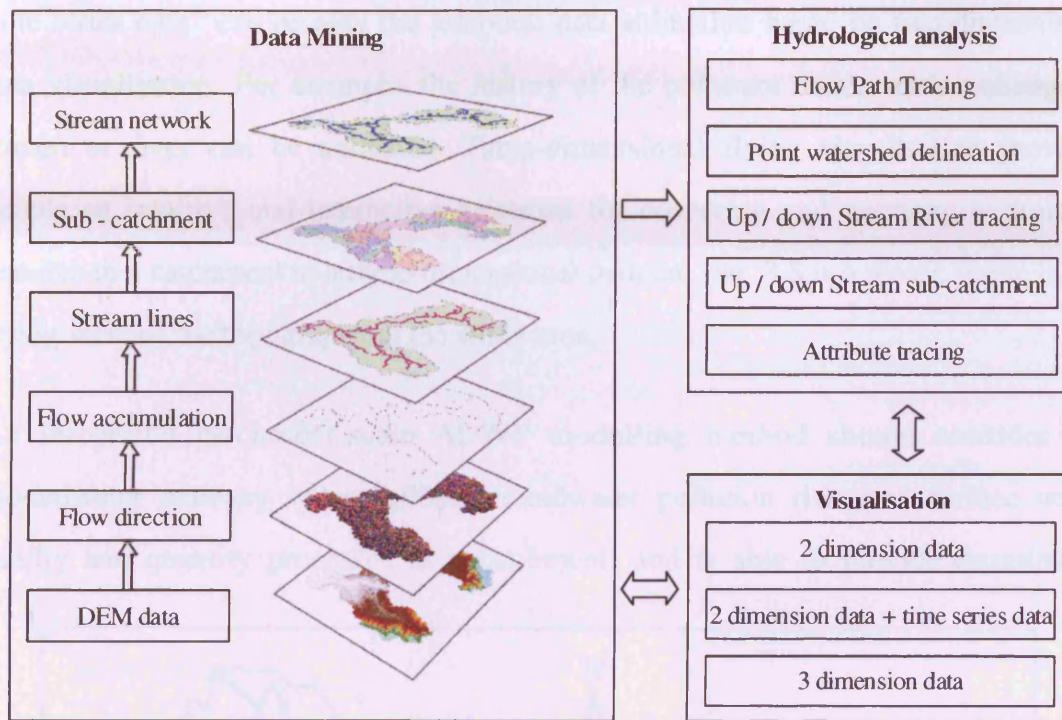 Data Mining
Stream network
Sub catchment
Stream lines
Flow accumulation
Flow direction
DEM data
Hydrological analysis
Flow Path Tracing
Point watershed delineation
Up/down Stream River tracing
Up / down Stream sub-catchment
Attribute tracing
Visualisation
2 dimension data
2 dimension data + time series data
3 dimension data